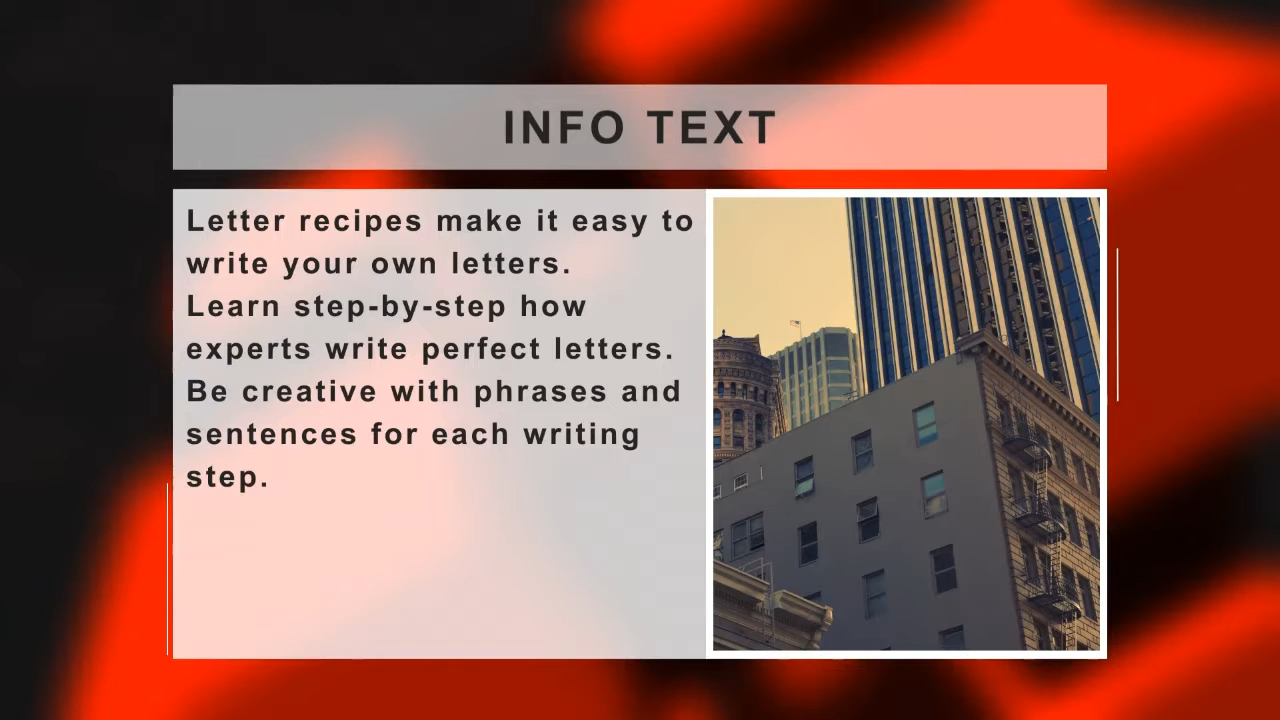 INFO TEXT
Letter recipes make it easy to
write your own letters.
Learn step-by-step how
experts write perfect letters.
Be creative with phrases and
sentences for each writing
step.